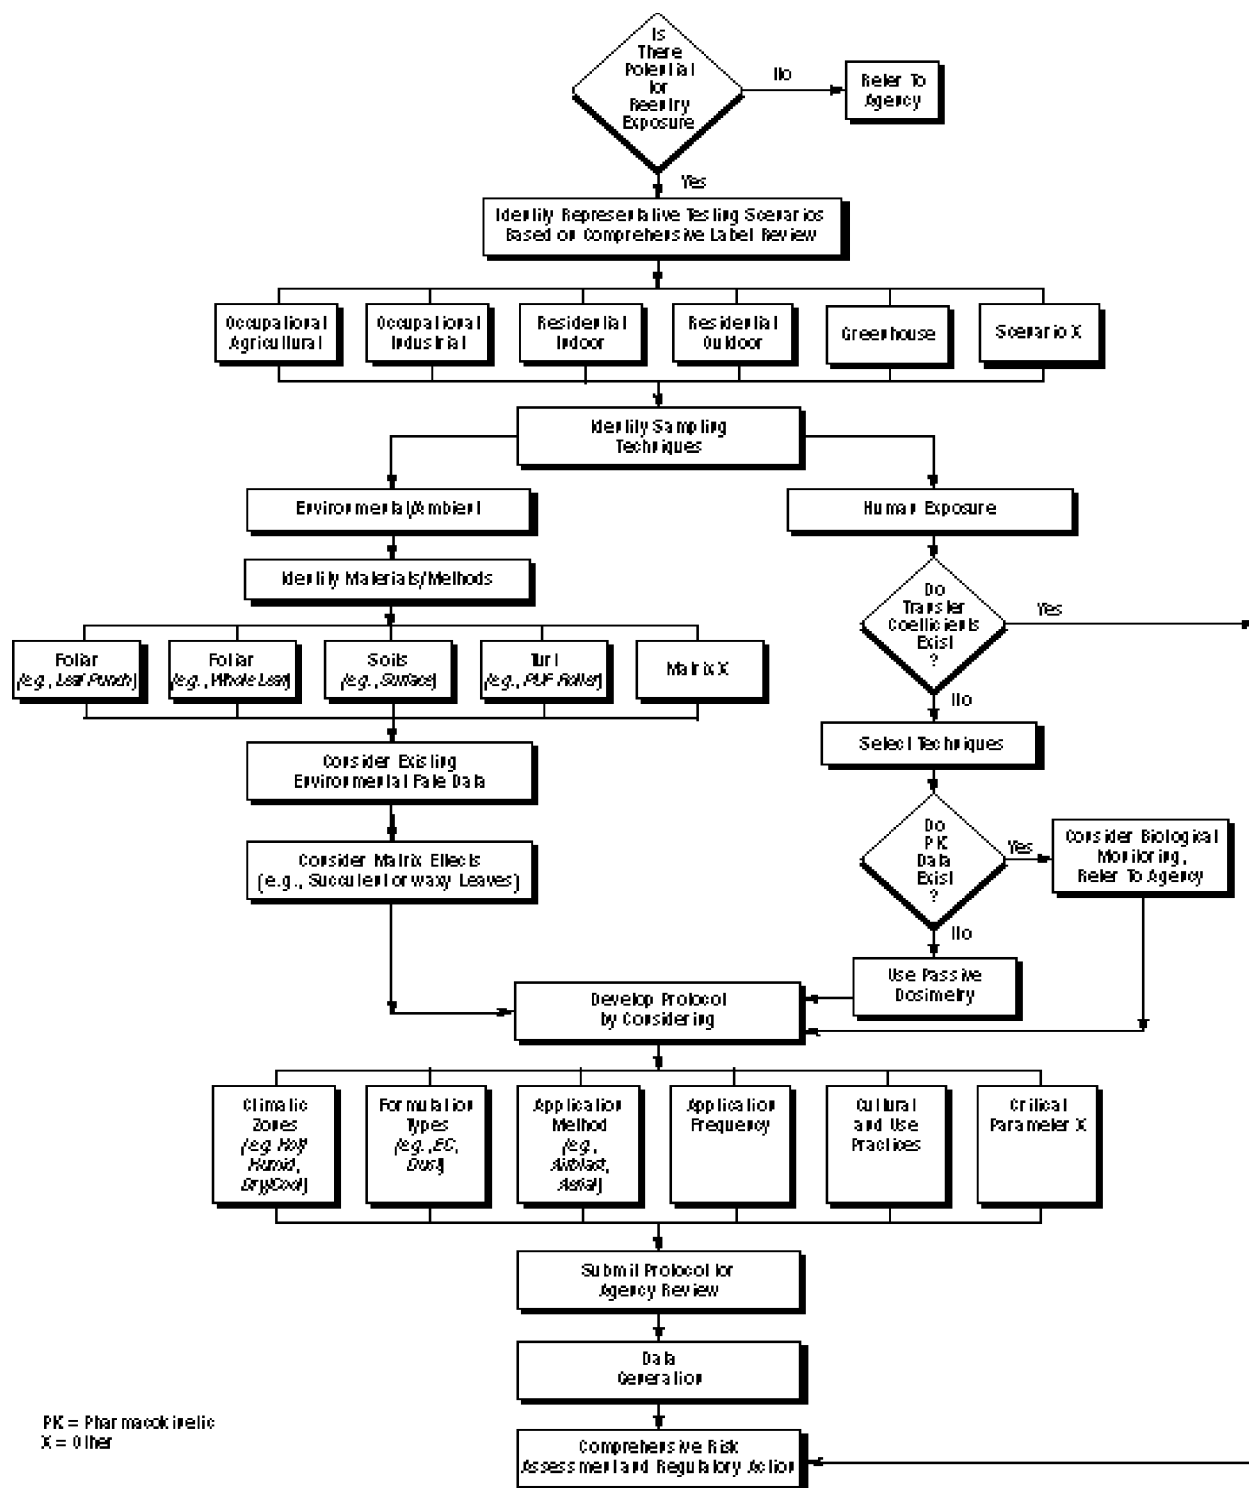 Is
There
Potential
for
Reentry
Exposure
No
Refer To
Agency
Yes
Identify Representative Testing Scenarios
Based on Comprehensive Label Review
Occupational
Agricultural
Occupational
Industrial
Residential
Indoor
Residential
Outdoor
Greenhouse
Scenario X
Identify Sampling
Techniques
Environmental/Ambient
Human Exposure
Identify Materials/Methods
Do
Transfer
Coefficients
Exist
?
Yes
Foliar
(e.g., Leaf Punch)
Foliar
(e.g., Whole Leaf)
Soils
(e.g., Surface)
Turf
(e.g., PUF Roller)
Matrix X
No
Select Techniques
Consider Existing
Environmental Fate Data
Do
PK
Data
Exist
?
Yes
Consider Biological
Monitoring,
Refer To Agency
Consider Matrix Effects
(e.g., Succulent or waxy Leaves)
No
Use Passive
Dosimetry
Develop Protocol
by Considering
Climatic
Zones
(e.g. Hot/
Humid,
Dry/Cool)
Formulation
Types
(e.g., EC,
Dust)
Application
Method
(e.g.,
Airblast,
Aerial)
Application
Frequency
Cultural
and Use
Practices
Critical
Parameter X
Submit Protocol for
Agency Review
Data
Generation
PK = Pharmacokinetic
X = Other
Comprehensive Risk
Assessment and Regulatory Action